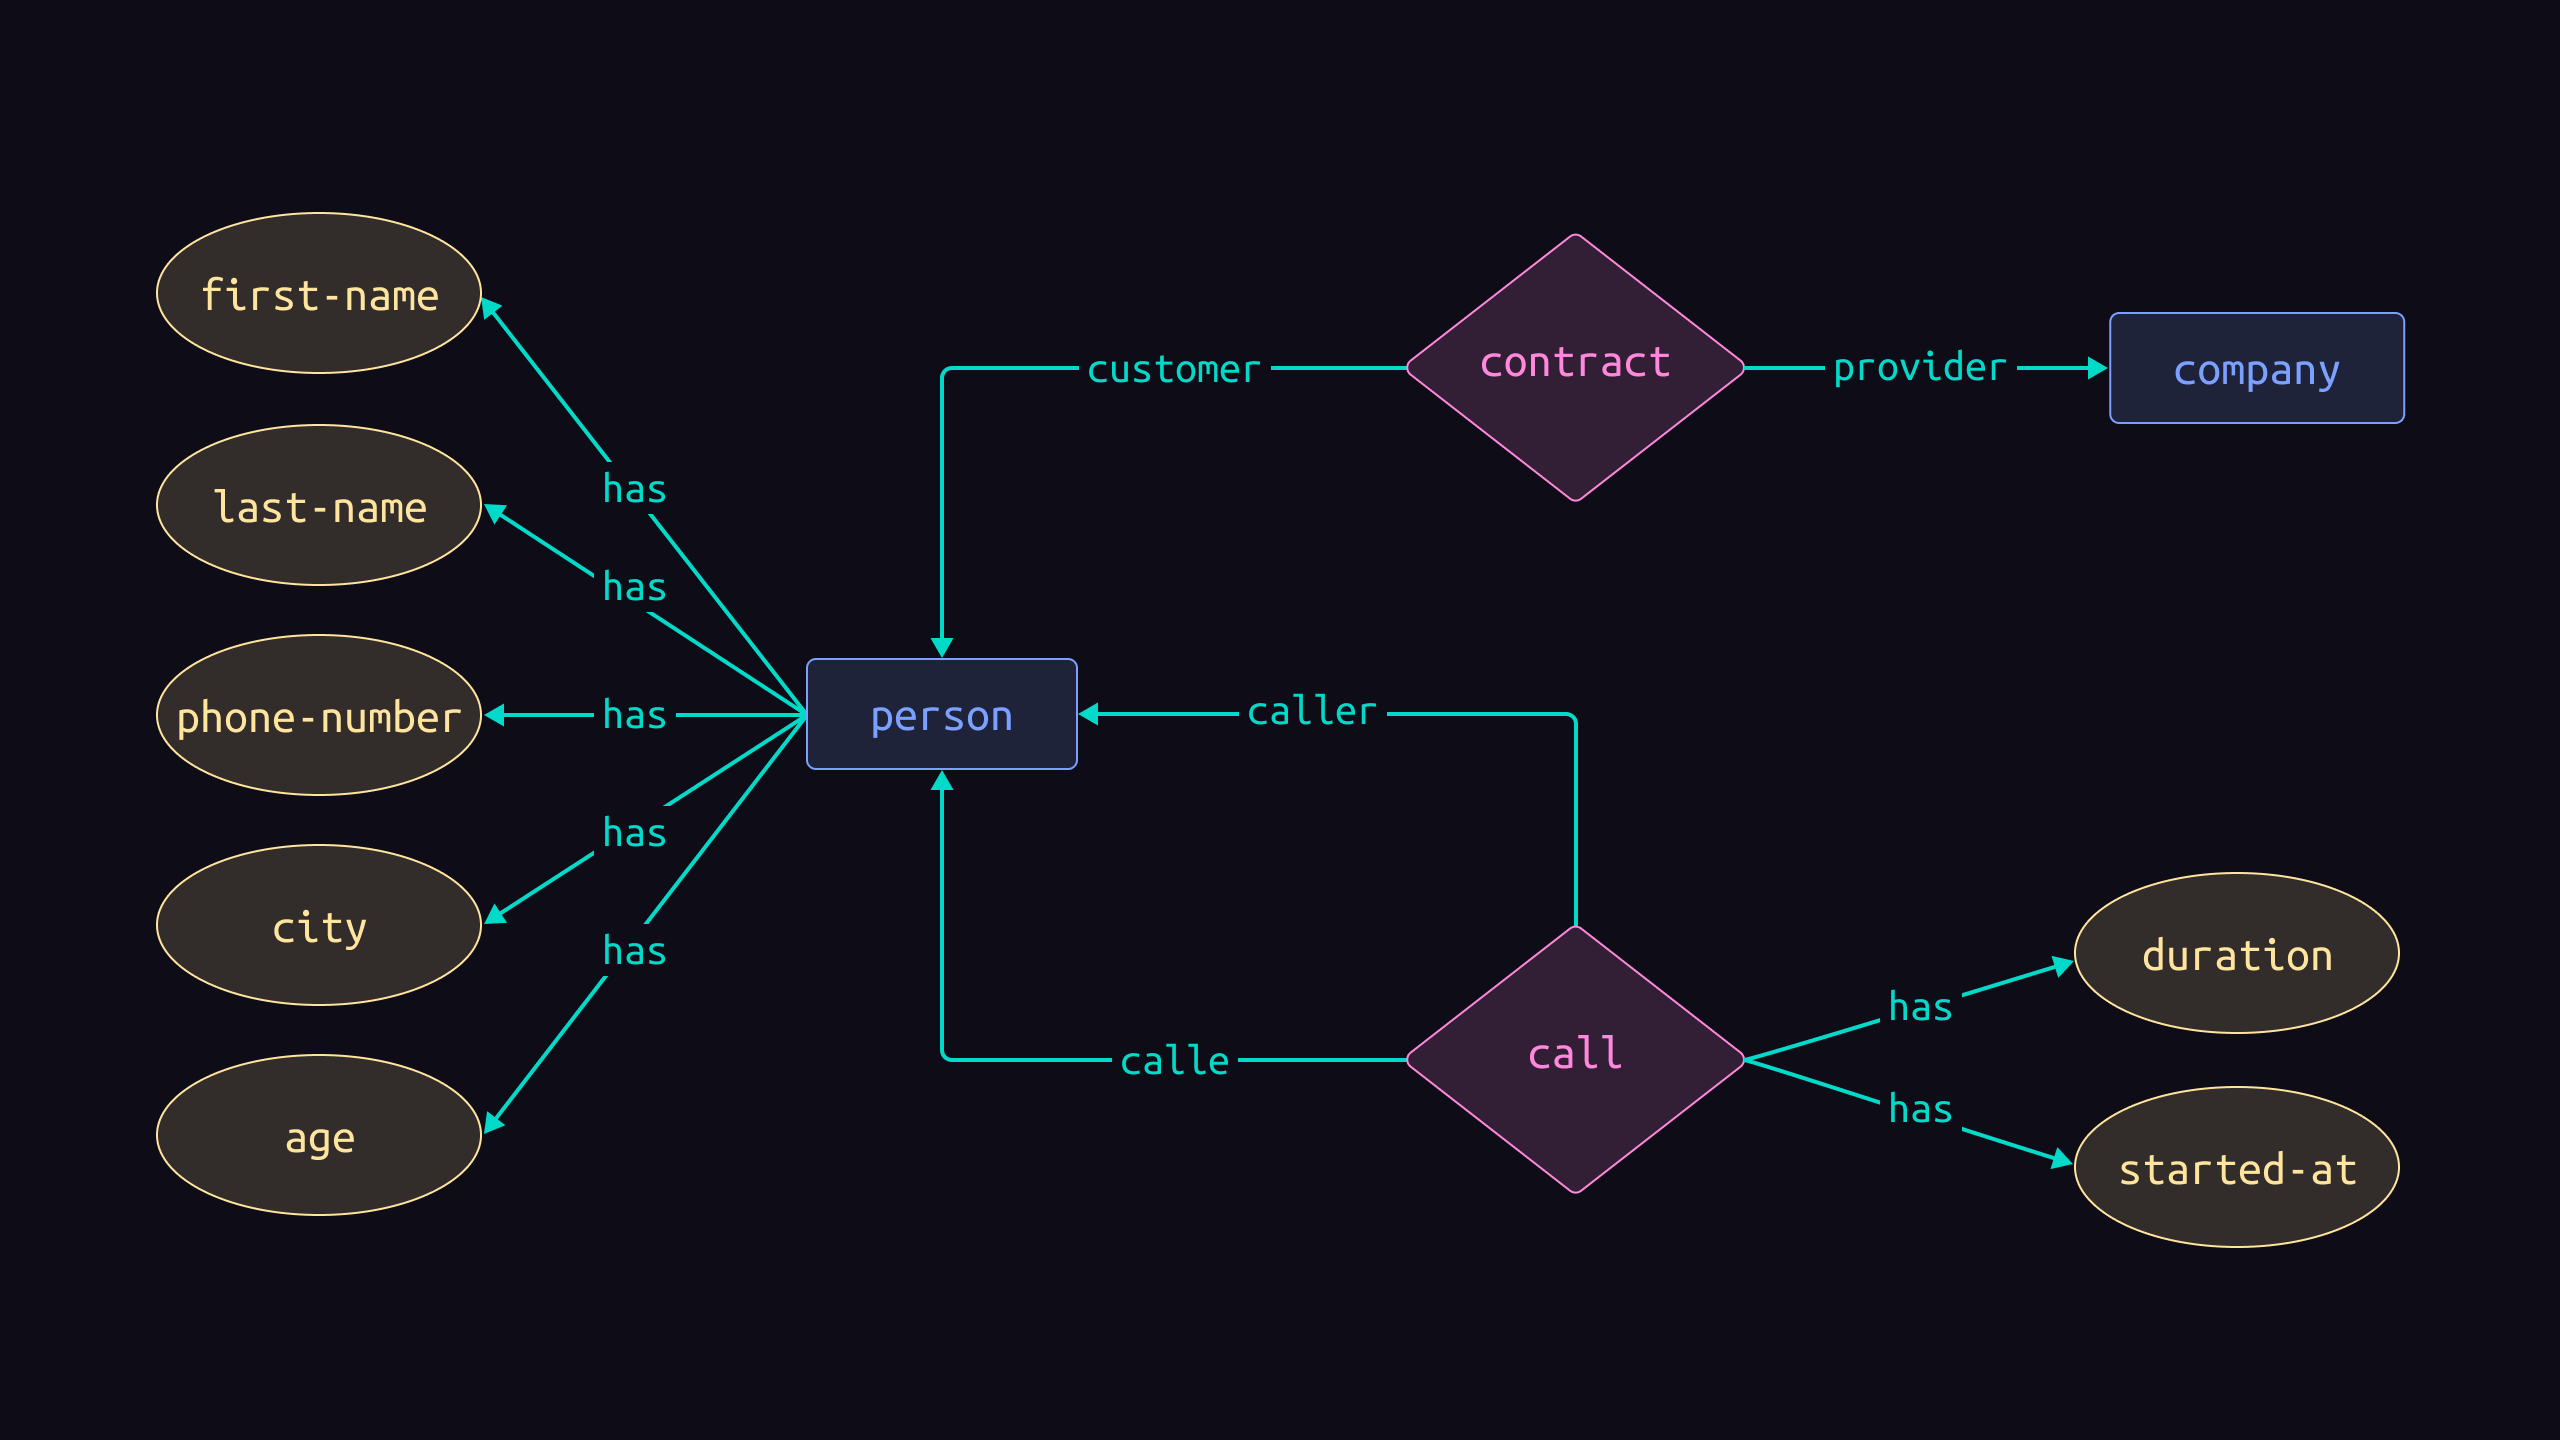 first-name
last-name
phone-number
city
age
has
has
has
has
has
person
customer
contract
provider
company
caller
calle
call
has
has
duration
started-at